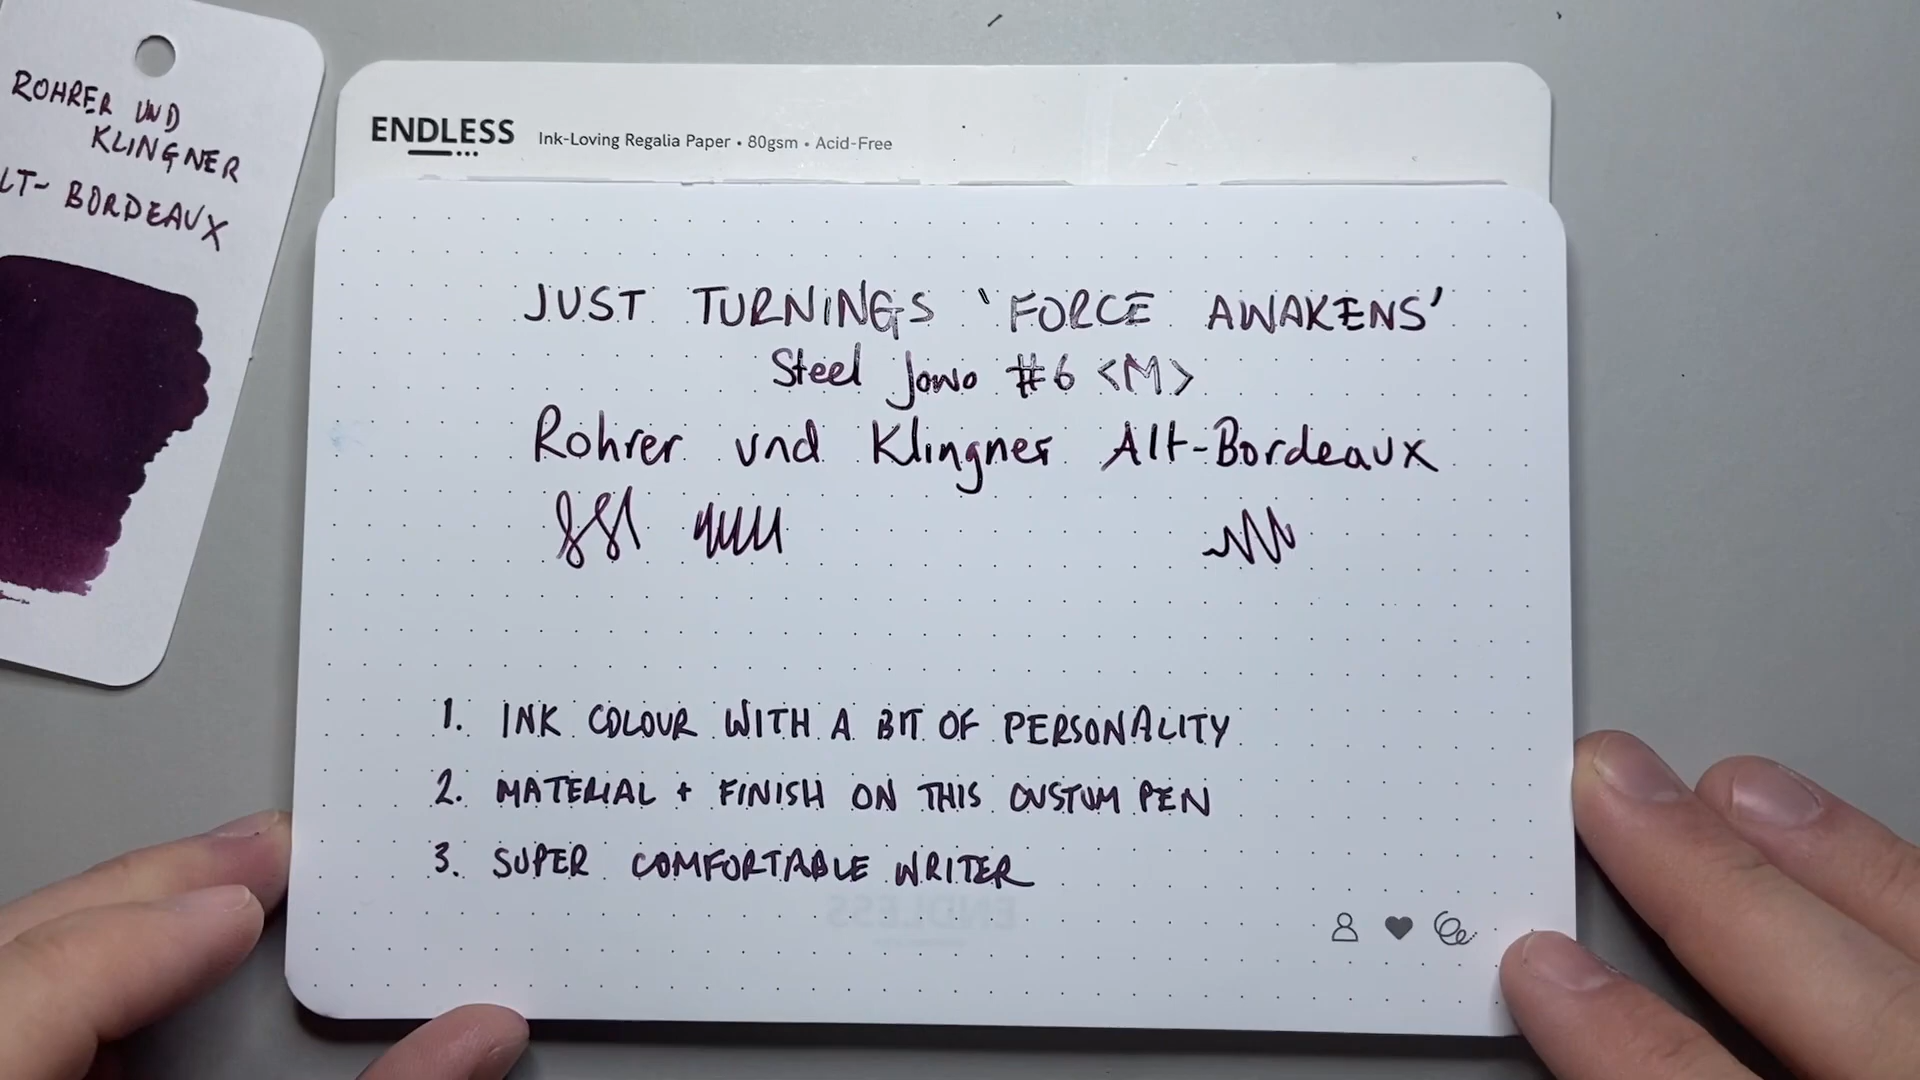 ROHRER UND
KLINGNER
LT-BORDEAUX
ENDLESS
Ink-Loving Regalia Paper • 80gsm • Acid-Free
JUST TURNINGS 'FORCE AWAKENS'
Steel Jowo #6 <M>
Rohrer und Klingner Alt-Bordeaux
1. INK COLOUR WITH A BIT OF PERSONALITY
2. MATERIAL + FINISH ON THIS CUSTOM PEN
3. SUPER COMFORTABLE WRITER
ENDLESS